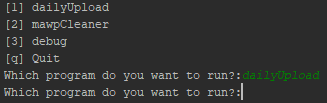 [1] dailyUpload
[2] mawpCleaner
[3] debug
[q] Quit
Which program do you want to run?:dailyUpload
Which program do you want to run?: